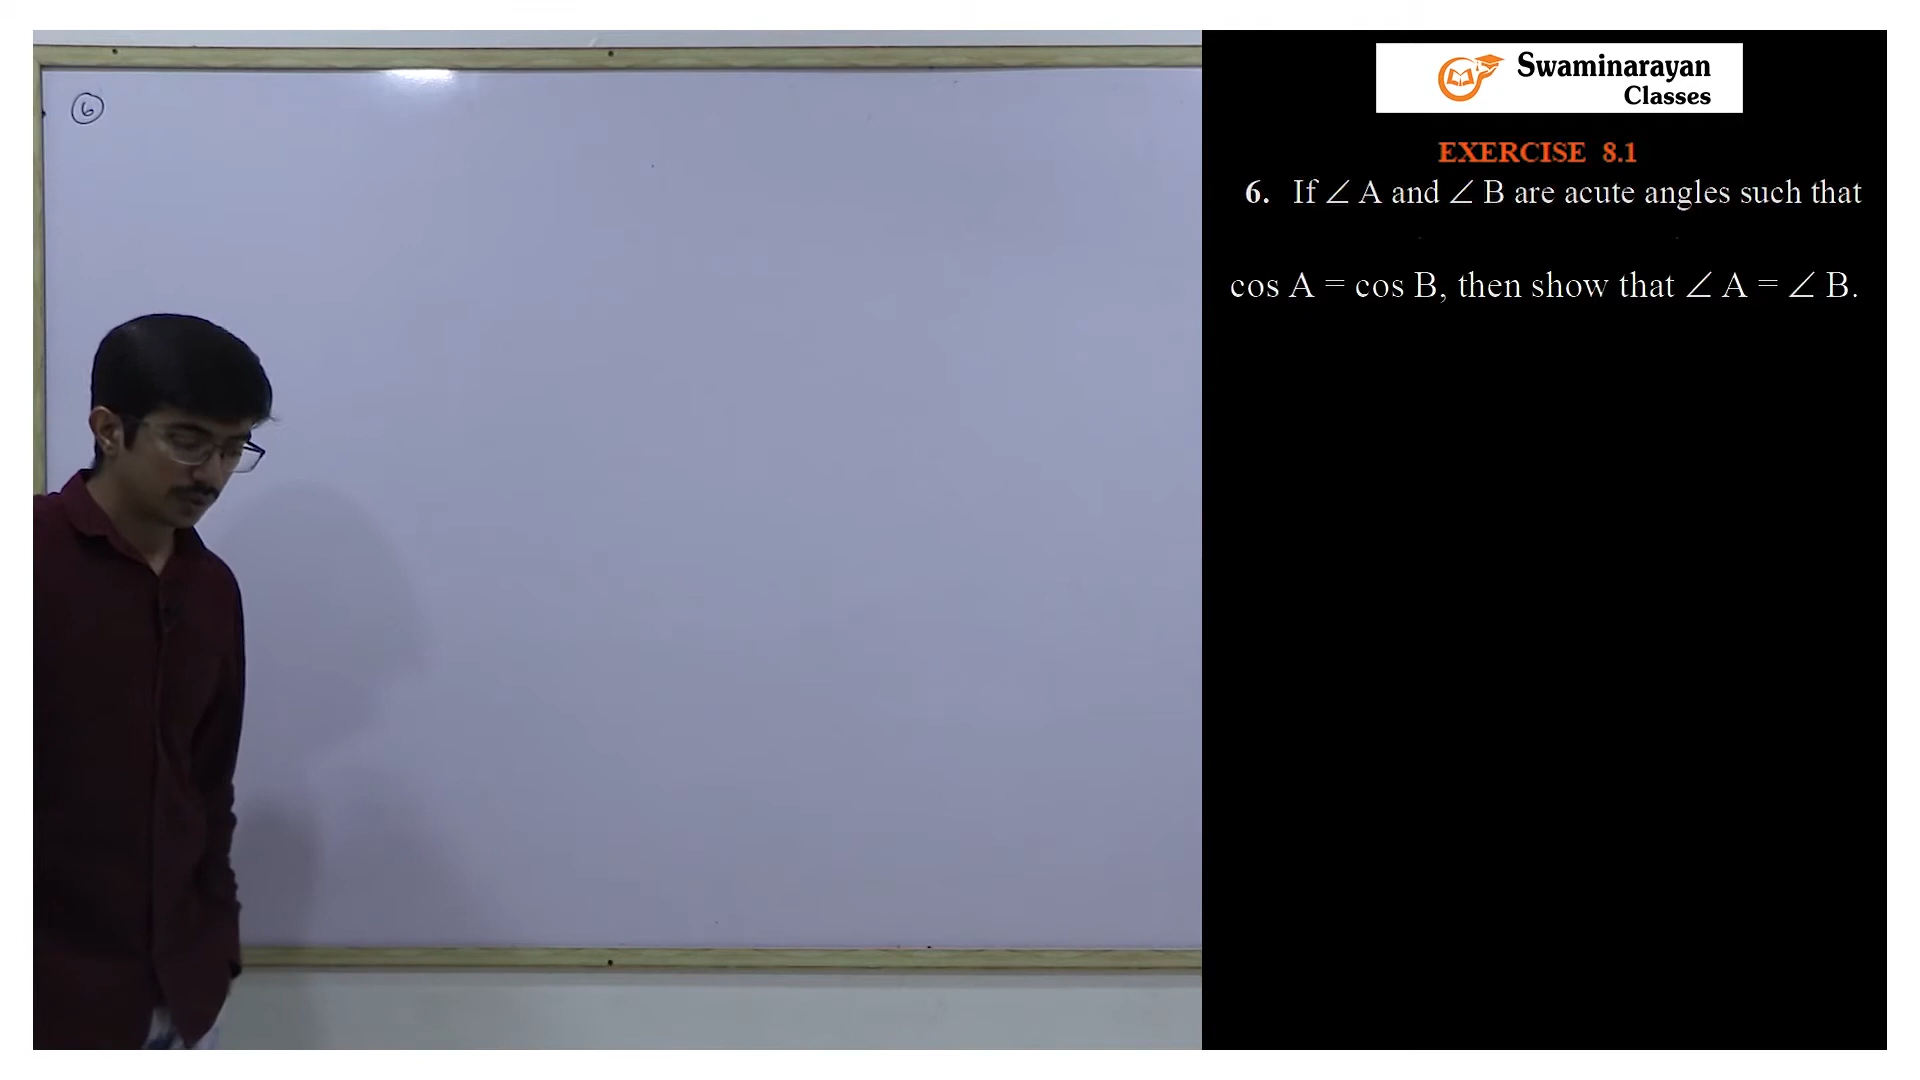 6
Swaminarayan
Classes
EXERCISE 8.1
6. If ∠ A and ∠ B are acute angles such that
cos A = cos B, then show that ∠ A = ∠ B.